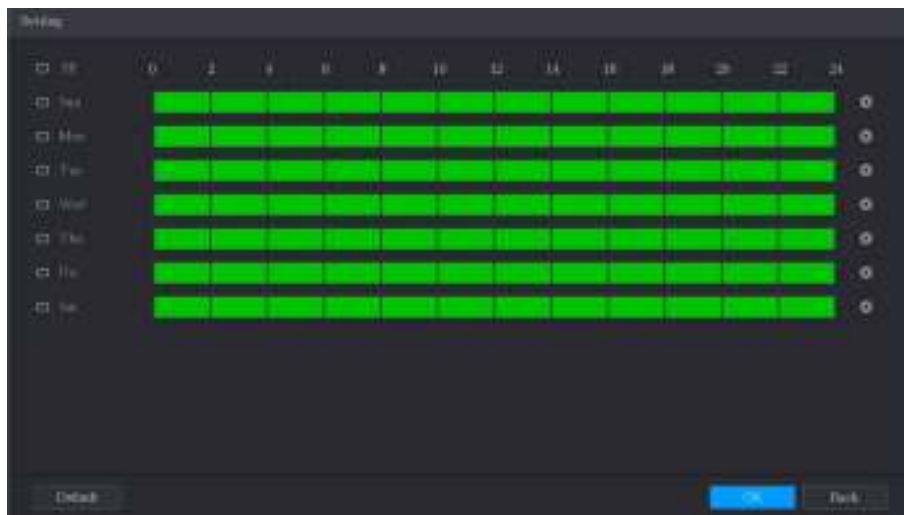 Setting
All 0 2 4 6 8 10 12 14 16 18 20 22 24
Sun
Mon
Tue
Wed
Thu
Fri
Sat
Default OK Back